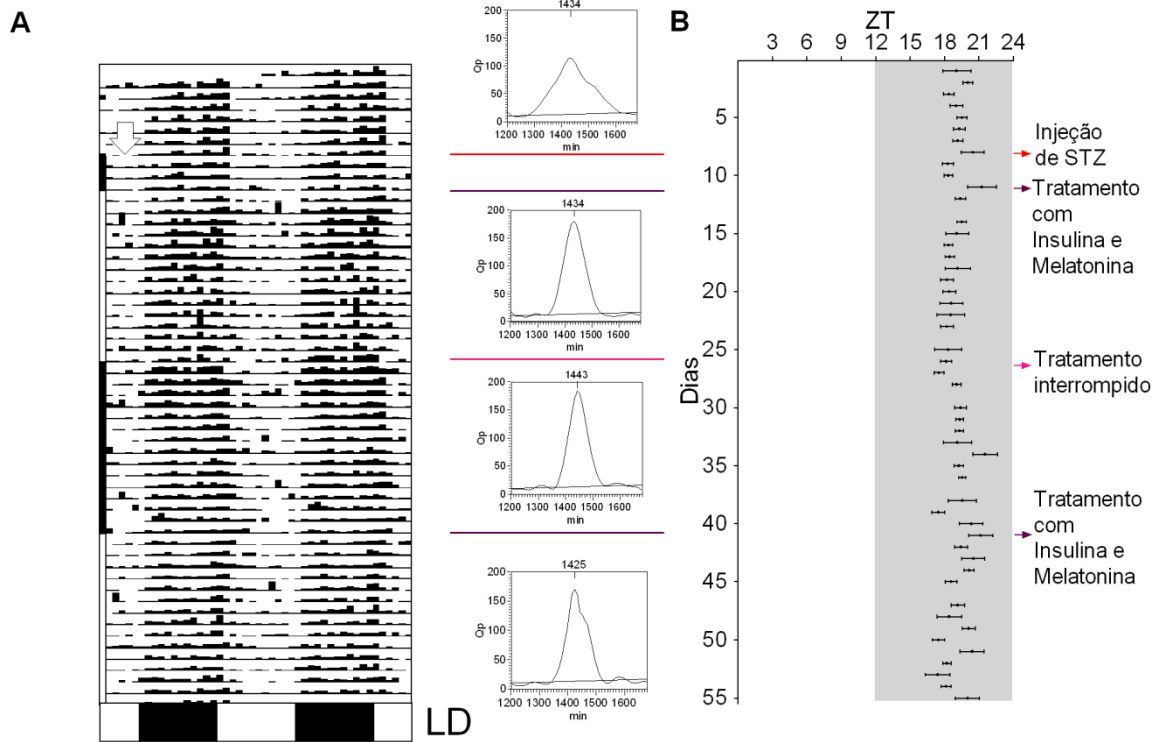 A
LD
1434
200
150
100
50
0
Qp
1200 1300 1400 1500 1600
min
1434
200
150
100
50
0
Qp
1200 1300 1400 1500 1600
min
1443
200
150
100
50
0
Qp
1200 1300 1400 1500 1600
min
1425
200
150
100
50
0
Qp
1200 1300 1400 1500 1600
min
B
ZT
3 6 9 12 15 18 21 24
Dias
5
10
15
20
25
30
35
40
45
50
55
Injeção
de STZ
Tratamento
com
Insulina e
Melatonina
Tratamento
interrompido
Tratamento
com
Insulina e
Melatonina